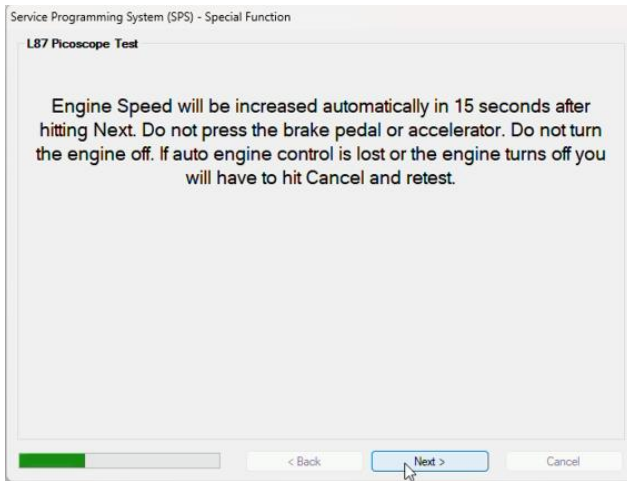 Service Programming System (SPS) - Special Function
L87 Picoscope Test
Engine Speed will be increased automatically in 15 seconds after
hitting Next. Do not press the brake pedal or accelerator. Do not turn
the engine off. If auto engine control is lost or the engine turns off you
will have to hit Cancel and retest.
< Back Next > Cancel